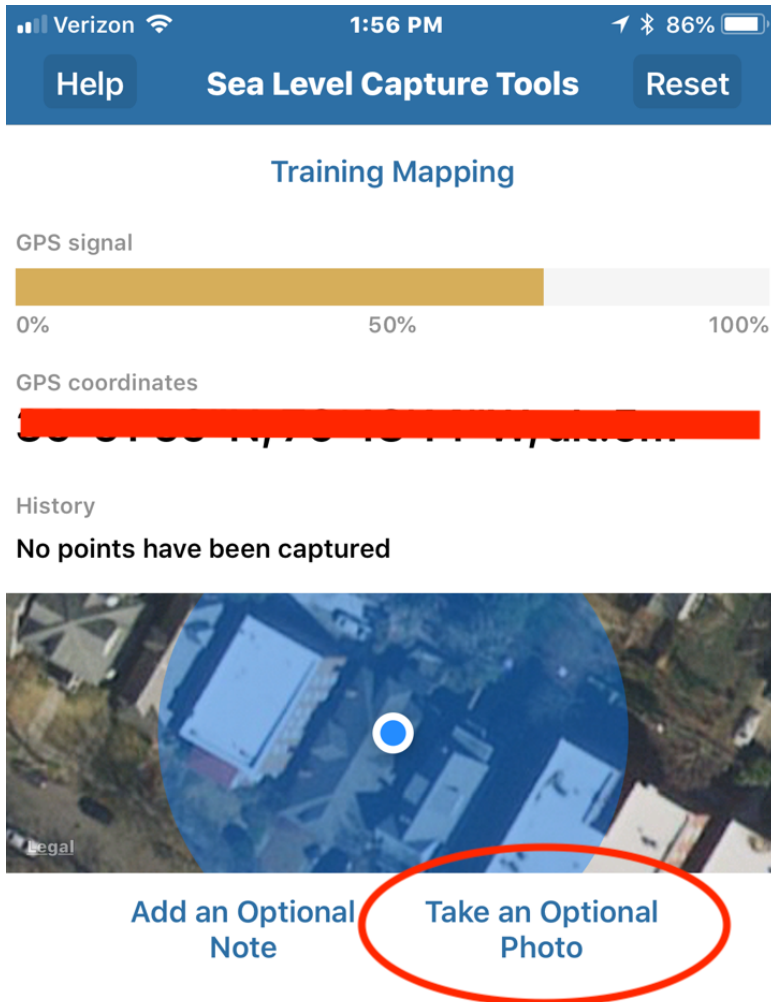 Verizon 1:56 PM 86%
Help Sea Level Capture Tools Reset
Training Mapping
GPS signal
0% 50% 100%
GPS coordinates
History
No points have been captured
Legal
Add an Optional Note
Take an Optional Photo